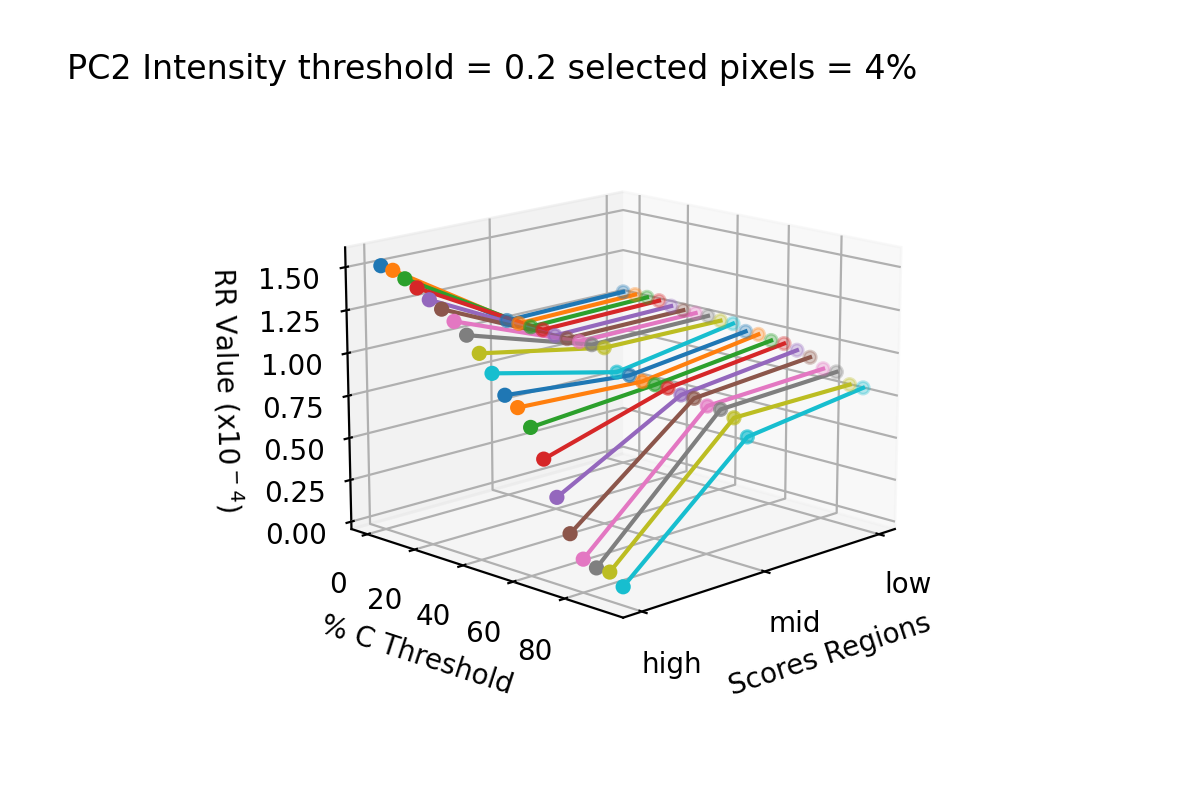 PC2 Intensity threshold = 0.2 selected pixels = 4%
RR Value (x10⁻⁴)
1.50
1.25
1.00
0.75
0.50
0.25
0.00
0
20
40
60
80
% C Threshold
high
mid
low
Scores Regions